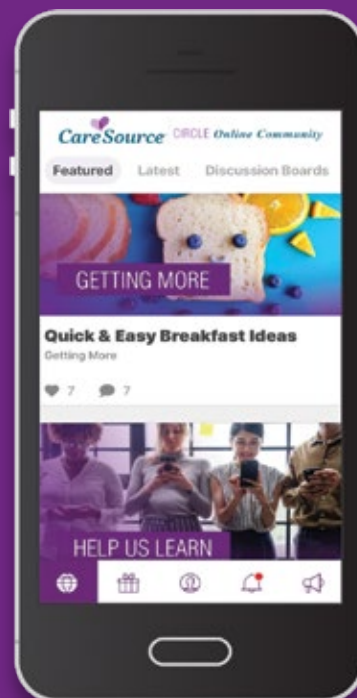 CareSource CIRCLE Online Community
Featured Latest Discussion Boards
GETTING MORE
Quick & Easy Breakfast Ideas
Getting More
7 7
HELP US LEARN